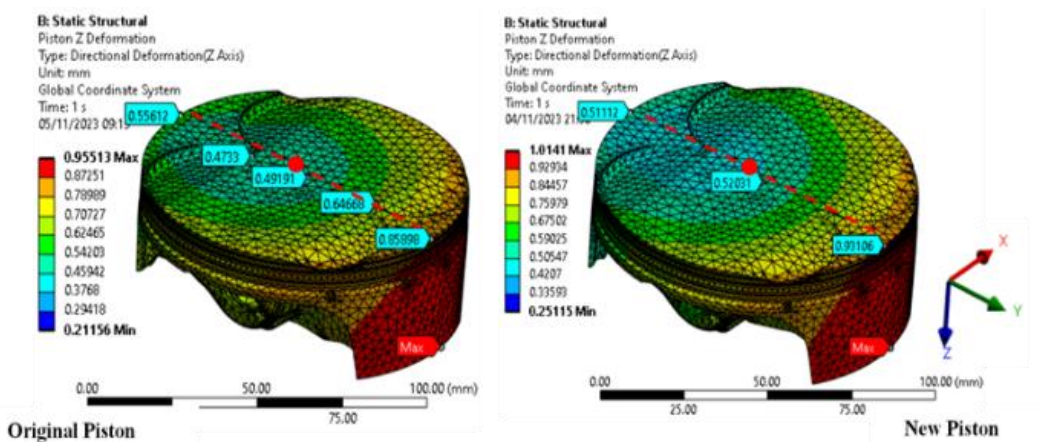 B: Static Structural
Piston Z Deformation
Type: Directional Deformation(Z Axis)
Unit: mm
Global Coordinate System
Time: 1 s
05/11/2023
0.55612
0.4733
0.49191
0.64668
0.85898
0.95513 Max
0.87251
0.78989
0.70727
0.62465
0.54203
0.45942
0.3768
0.29418
0.21156 Min
Max
0.00
50.00
100.00 (mm)
75.00
Original Piston
B: Static Structural
Piston Z Deformation
Type: Directional Deformation(Z Axis)
Unit: mm
Global Coordinate System
Time: 1 s
04/11/2023
0.51112
0.52031
0.93106
1.0141 Max
0.92934
0.84457
0.75979
0.67502
0.59025
0.50547
0.4207
0.33593
0.25115 Min
Max
X
Y
Z
0.00
50.00
100.00 (mm)
25.00
75.00
New Piston